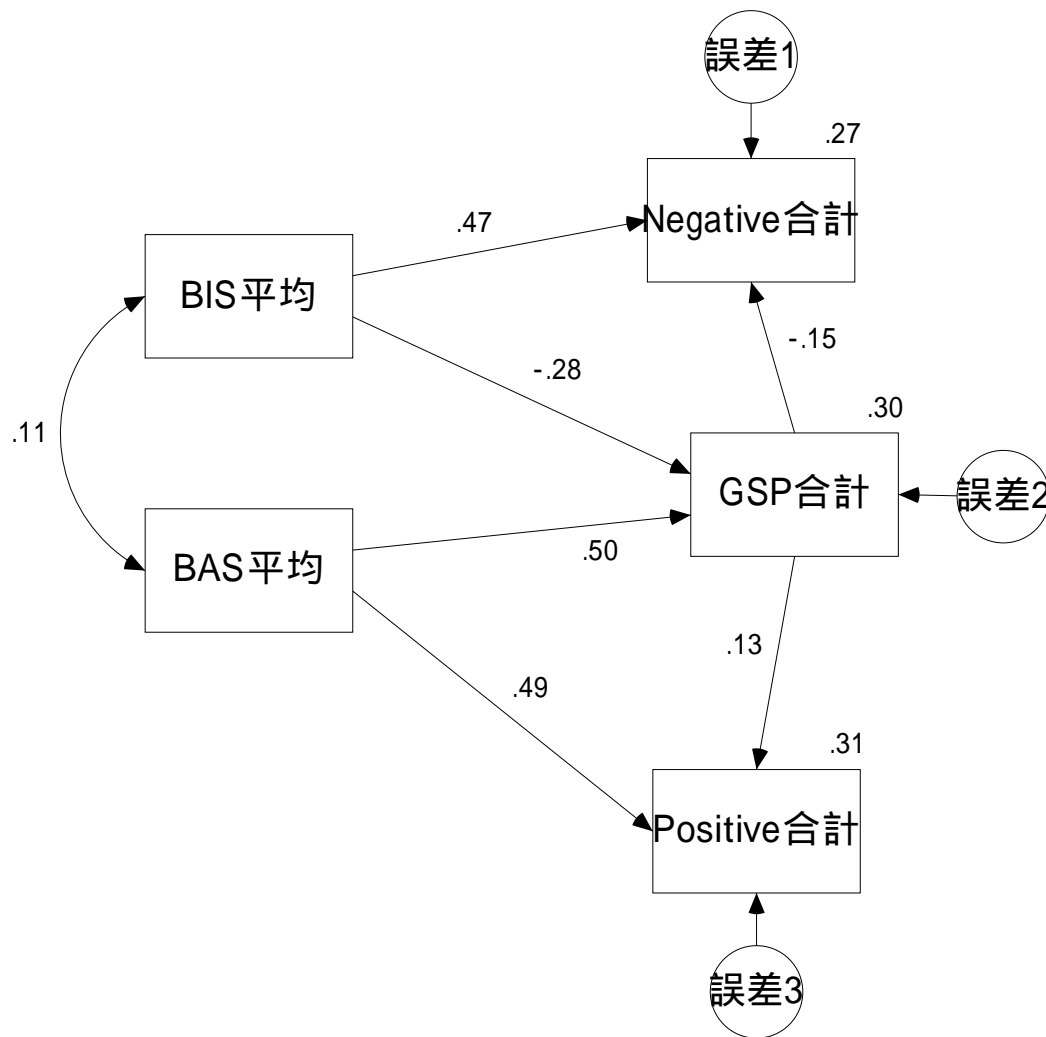 誤差1
.27
Negative合計
.47
BIS平均
-.15
-.28
.30
.11
GSP合計
誤差2
BAS平均
.50
.13
.49
.31
Positive合計
誤差3